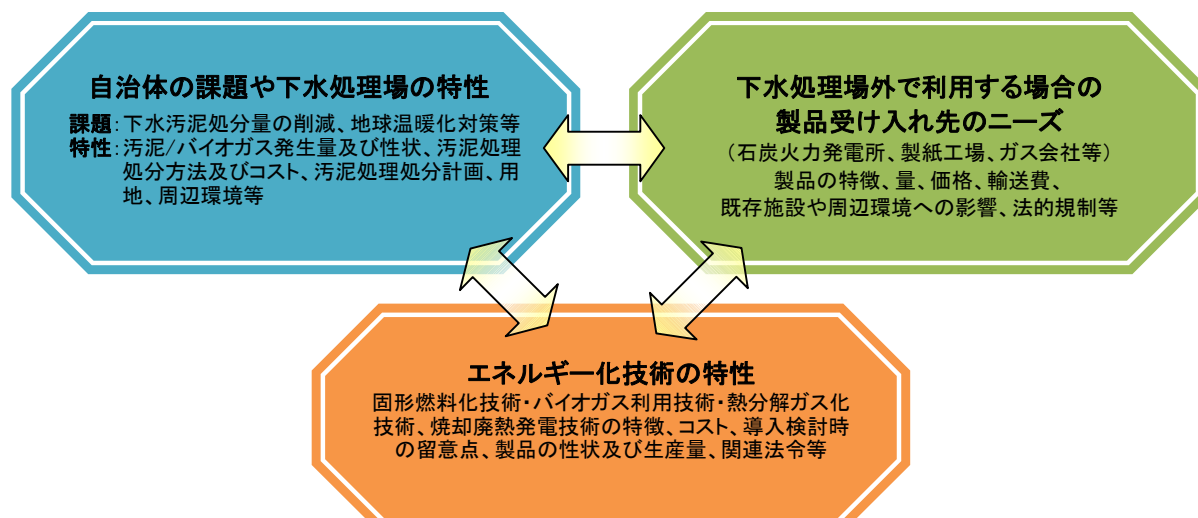 自治体の課題や下水処理場の特性
課題：下水汚泥処分量の削減、地球温暖化対策等
特性：汚泥/バイオガス発生量及び性状、汚泥処理
処分方法及びコスト、汚泥処理処分計画、用
地、周辺環境等
下水処理場外で利用する場合の
製品受け入れ先のニーズ
（石炭火力発電所、製紙工場、ガス会社等）
製品の特徴、量、価格、輸送費、
既存施設や周辺環境への影響、法的規制等
エネルギー化技術の特性
固形燃料化技術・バイオガス利用技術・熱分解ガス化
技術、焼却廃熱発電技術の特徴、コスト、導入検討時
の留意点、製品の性状及び生産量、関連法令等